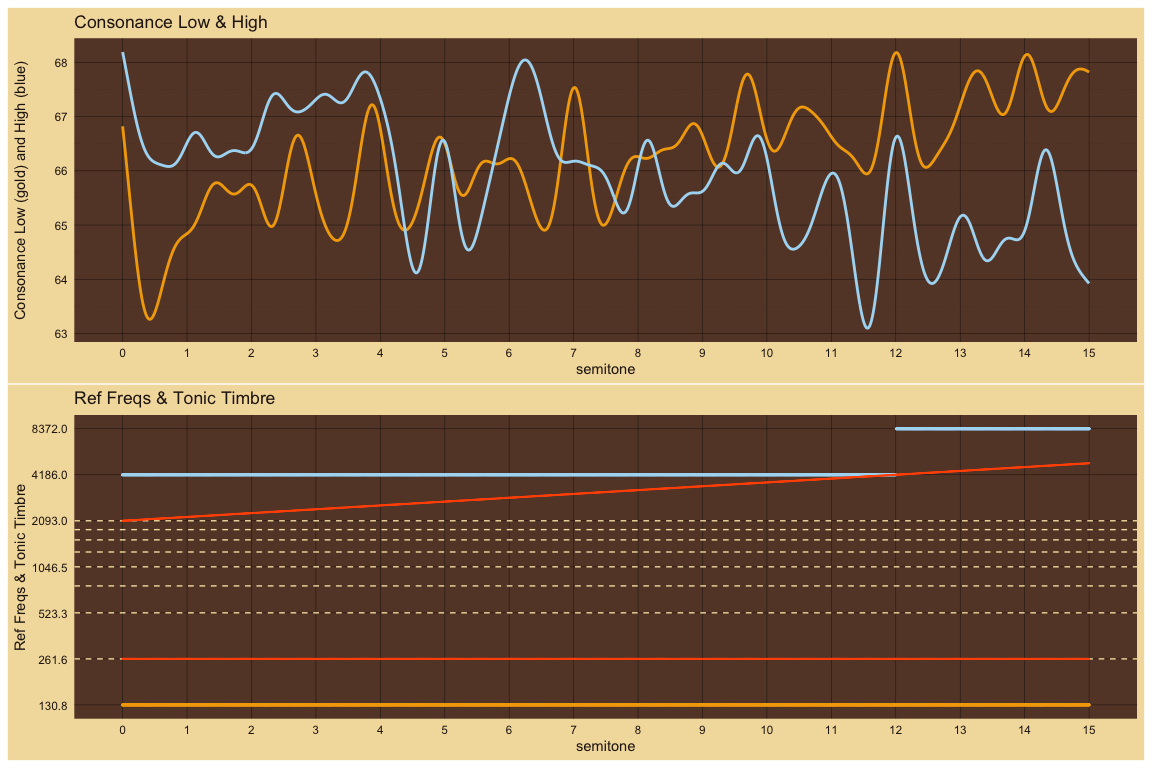 Consonance Low & High
Consonance Low (gold) and High (blue)
68
67
66
65
64
63
0 1 2 3 4 5 6 7 8 9 10 11 12 13 14 15
semitone
Ref Freqs & Tonic Timbre
Ref Freqs & Tonic Timbre
8372.0
4186.0
2093.0
1046.5
523.3
261.6
130.8
0 1 2 3 4 5 6 7 8 9 10 11 12 13 14 15
semitone